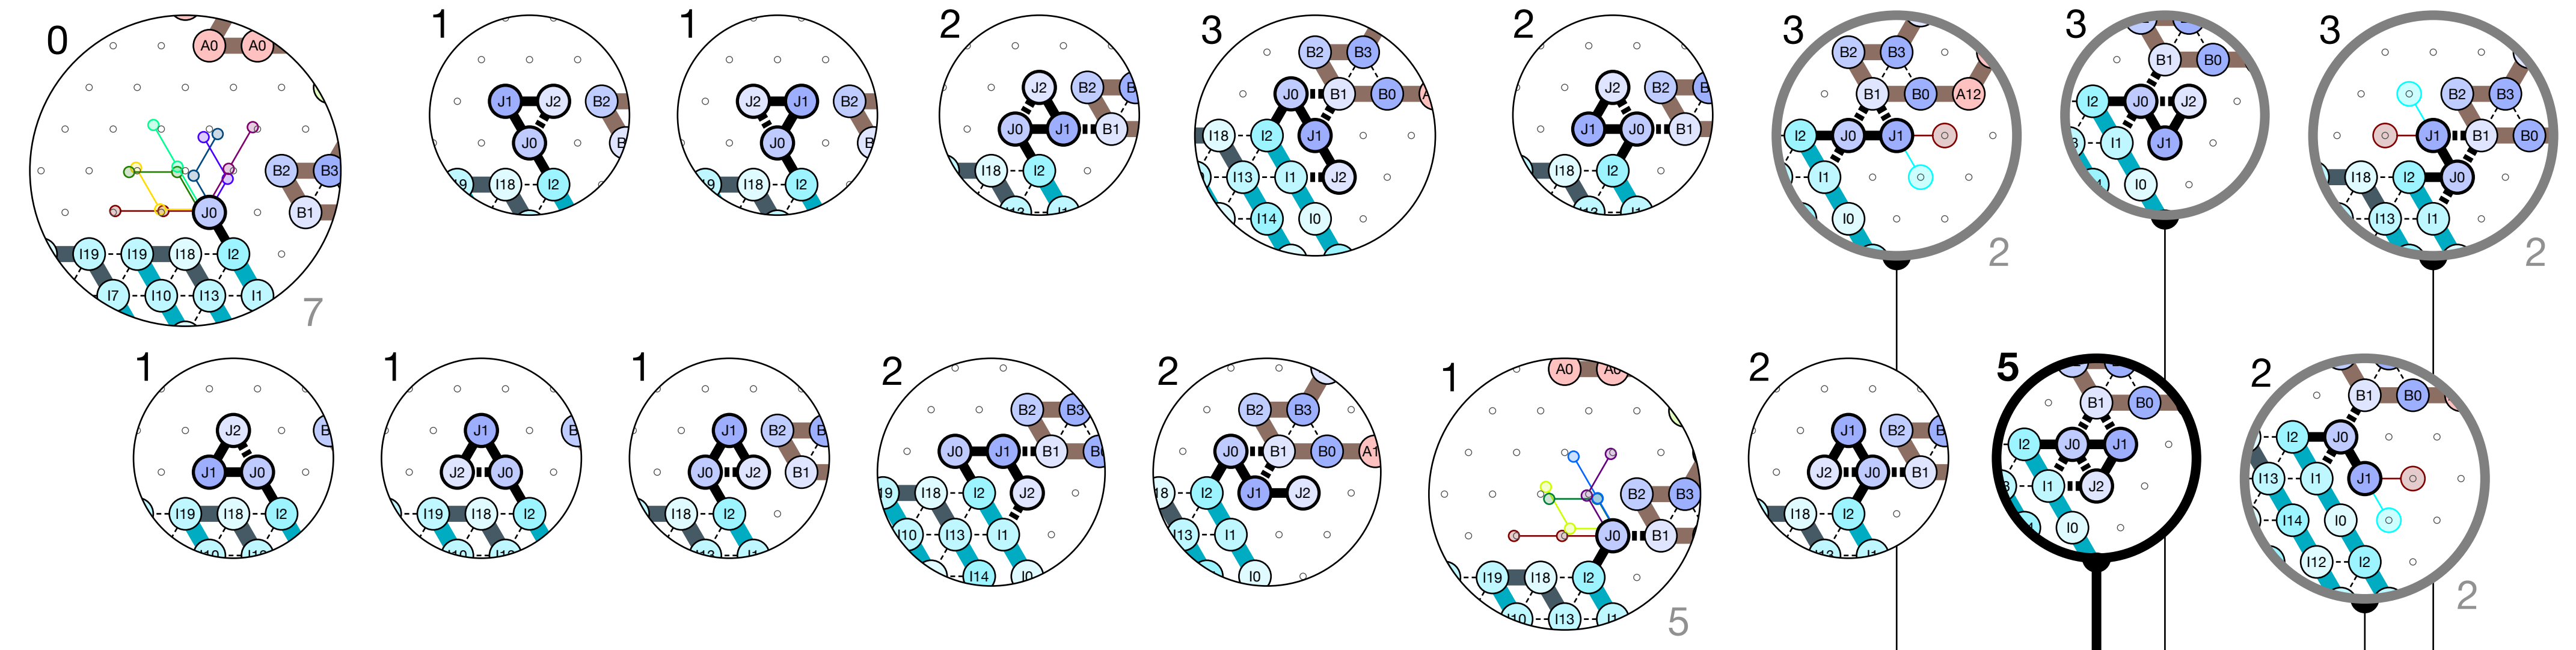 0 A0 A0 B2 B3 B1 J0 I19 I19 I18 I2 I7 I10 I13 I1 7
1 J1 J2 B2 J0 I18 I2
1 J2 J1 B2 J0 I18 I2
2 J2 B2 J0 J1 B1 I18 I2
3 B2 B3 J0 B1 B0 I18 I2 J1 I13 I1 J2 I14 I0
2 J2 B2 J1 J0 B1 I18 I2
3 B2 B3 B1 B0 A12 I2 J0 J1 I1 I0 2
3 B1 B0 I2 J0 J2 I1 J1 I0
3 B2 B3 J1 B1 B0 I18 I2 J0 I13 I1 2
1 J2 J1 J0 I19 I18 I2
1 J1 J2 J0 I19 I18 I2
1 J1 B2 J0 J2 B1 I18 I2
2 B2 B3 J0 J1 B1 I18 I2 J2 I10 I13 I1 I14 I0
2 B2 B3 J0 B1 B0 I2 J1 J2 I13 I1 I0
1 A0 A0 B2 B3 J0 B1 I19 I18 I2 I10 I13 I1 5
2 J1 B2 J2 J0 B1 I18 I2
5 B1 B0 I2 J0 J1 I1 J2 I0
2 B1 B0 I2 J0 I13 I1 J1 I14 I0 I12 I2 2